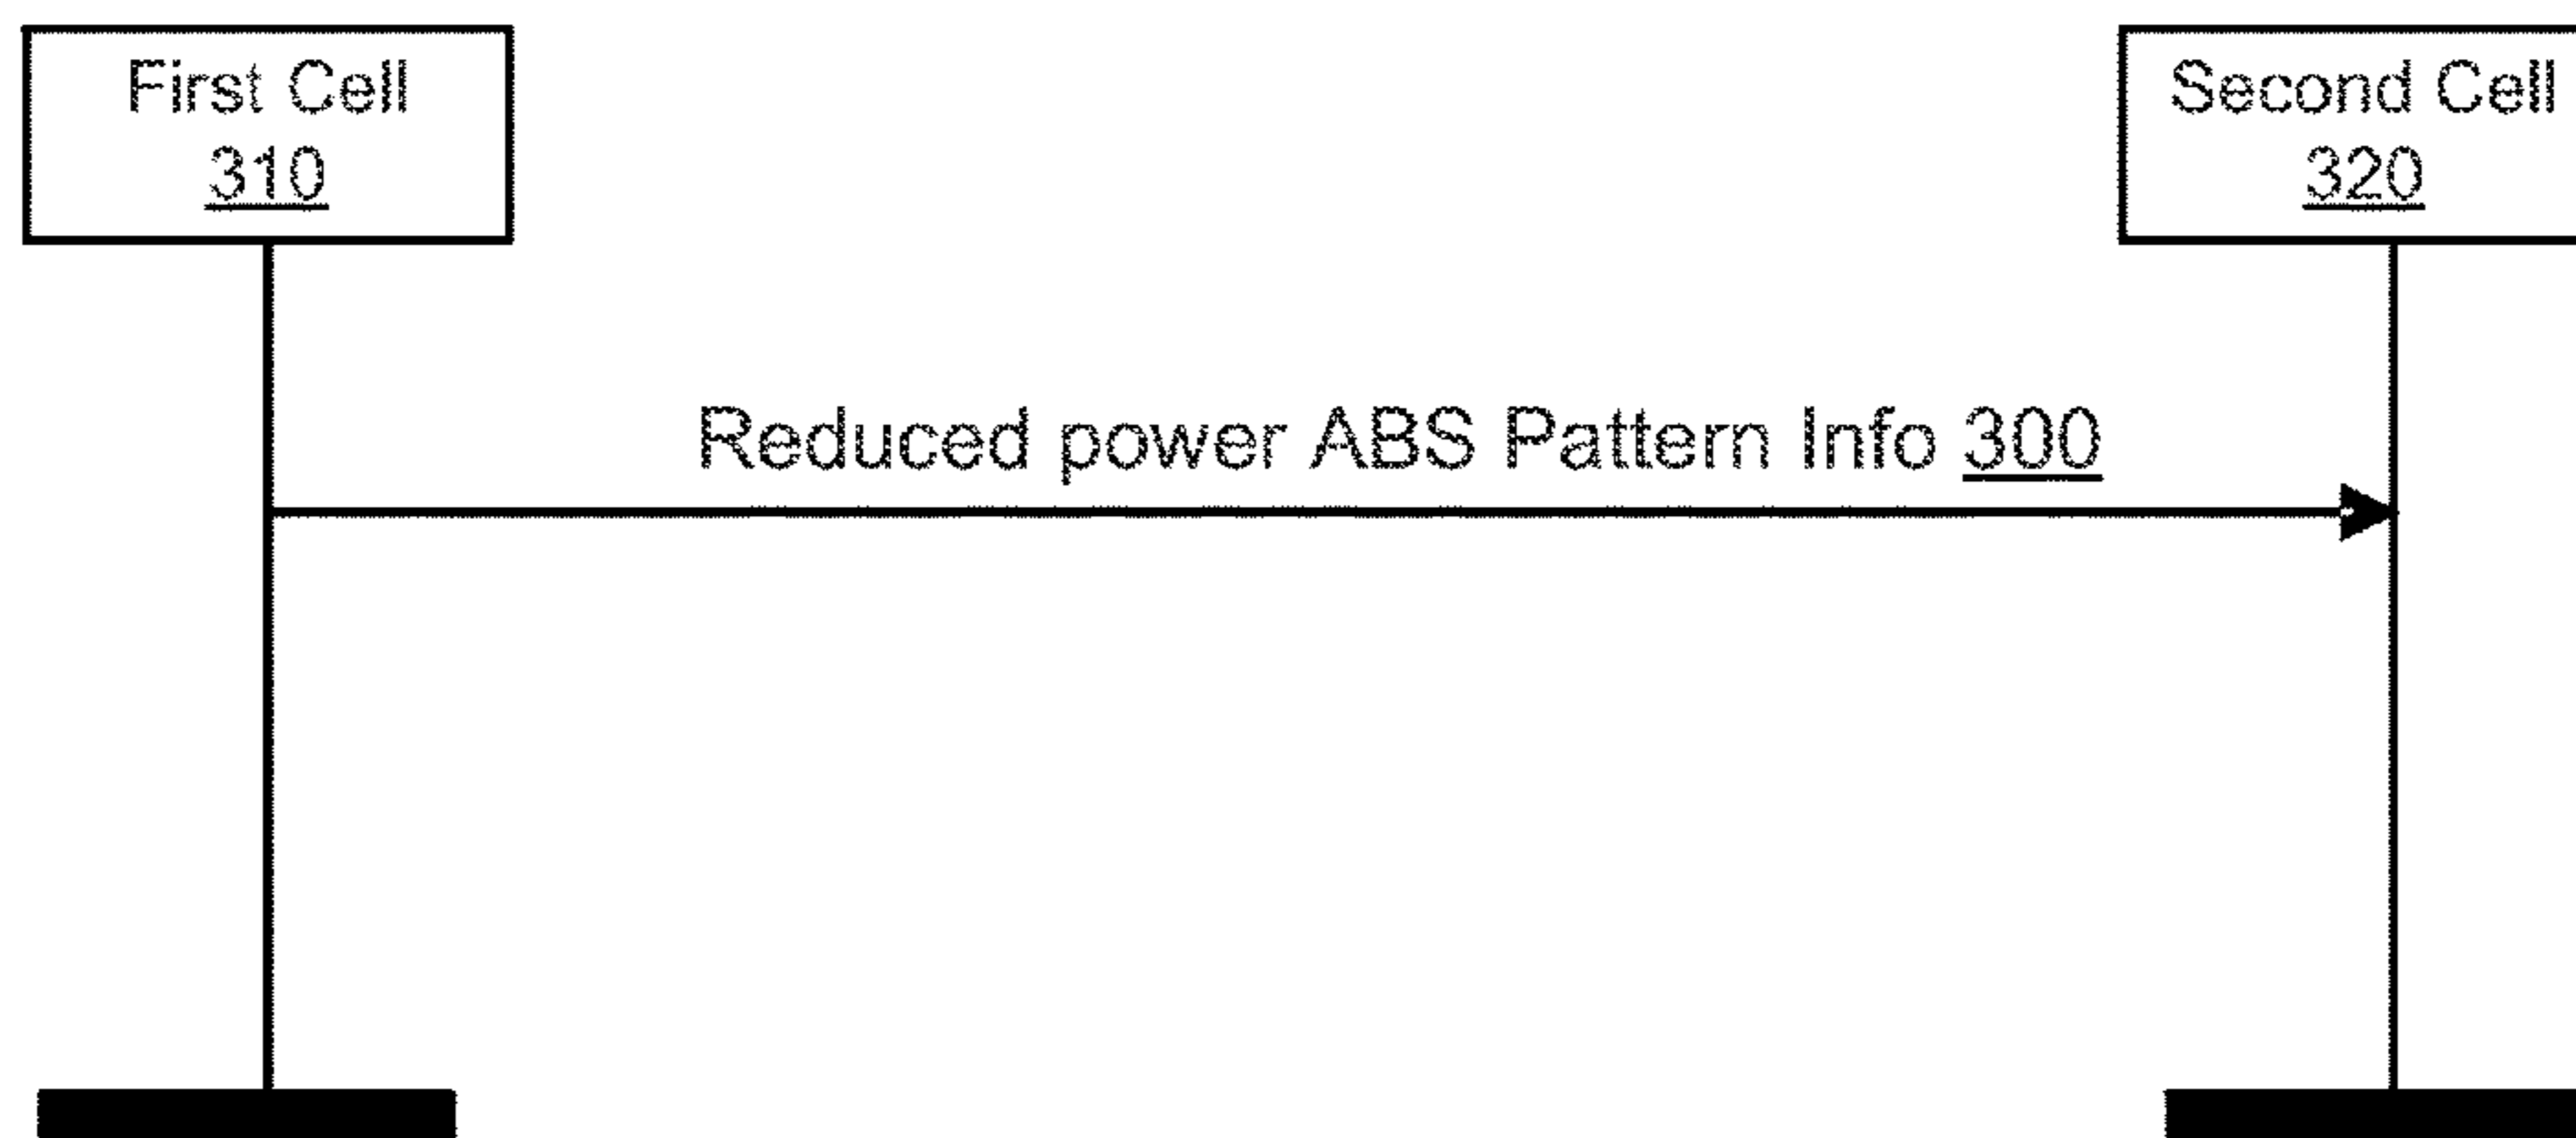 First Cell
310
Second Cell
320
Reduced power ABS Pattern Info 300